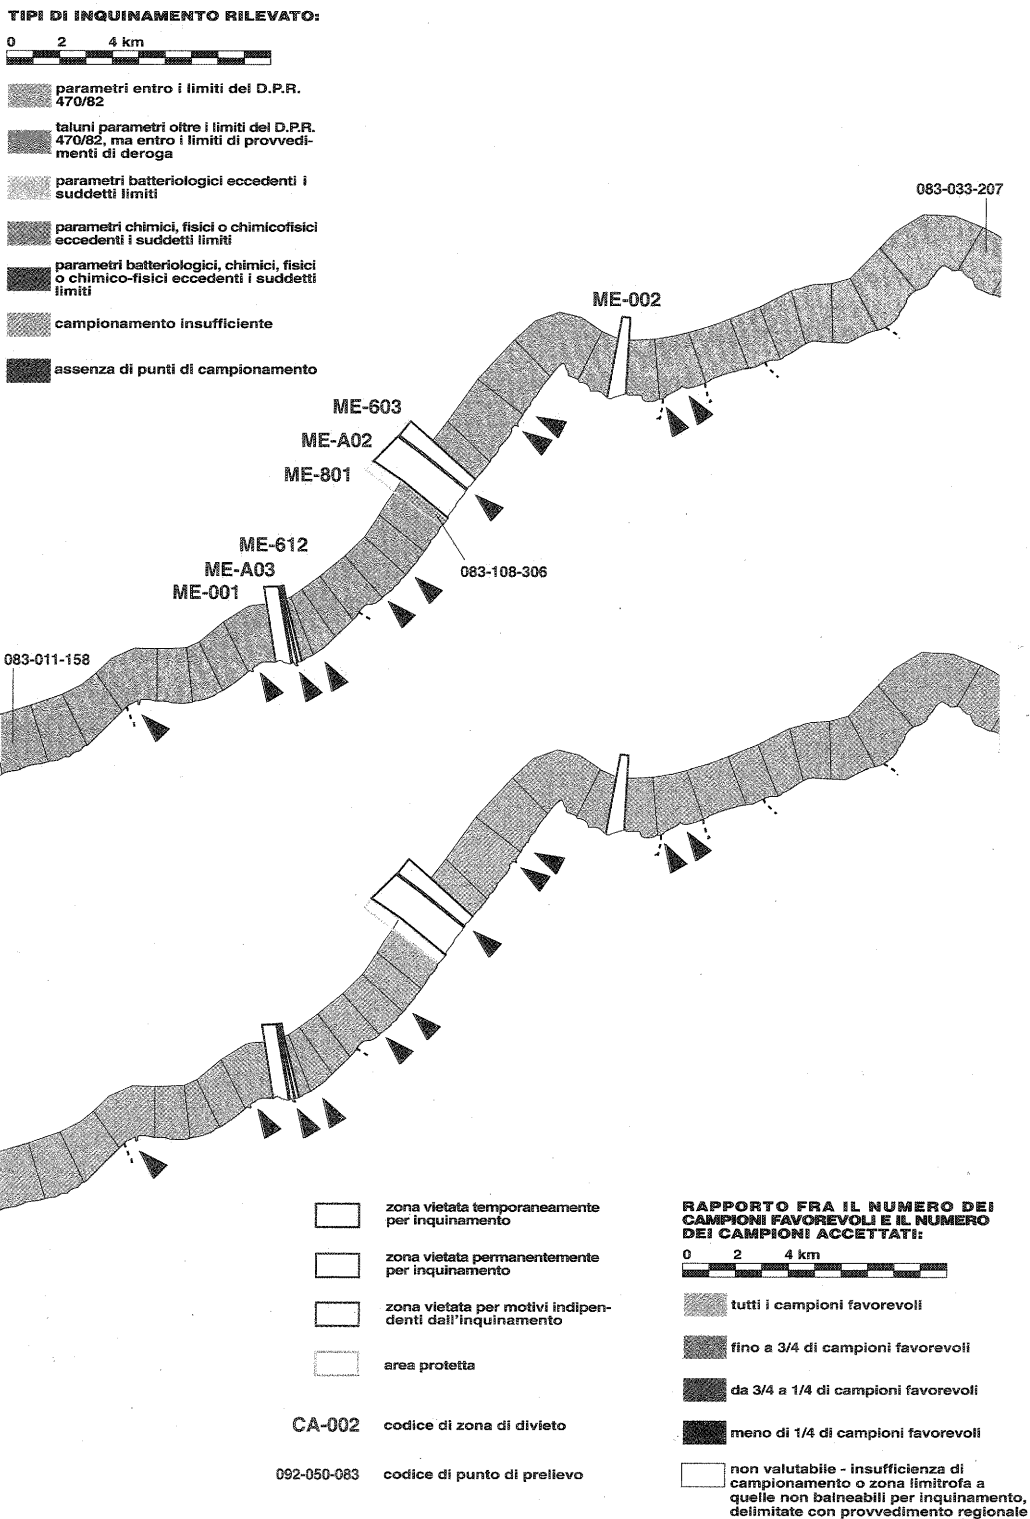 TIPI DI INQUINAMENTO RILEVATO:
0 2 4 km
parametri entro i limiti del D.P.R.
470/82
taluni parametri oltre i limiti del D.P.R.
470/82, ma entro i limiti di provvedi-
menti di deroga
parametri batteriologici eccedenti i
suddetti limiti
parametri chimici, fisici o chimicofisici
eccedenti i suddetti limiti
parametri batteriologici, chimici, fisici
o chimico-fisici eccedenti i suddetti
limiti
campionamento insufficiente
assenza di punti di campionamento
083-033-207
ME-002
ME-603
ME-A02
ME-801
083-108-306
ME-612
ME-A03
ME-001
083-011-158
zona vietata temporaneamente
per inquinamento
zona vietata permanentemente
per inquinamento
zona vietata per motivi indipen-
denti dall'inquinamento
area protetta
CA-002 codice di zona di divieto
092-050-083 codice di punto di prelievo
RAPPORTO FRA IL NUMERO DEI
CAMPIONI FAVOREVOLI E IL NUMERO
DEI CAMPIONI ACCETTATI:
0 2 4 km
tutti i campioni favorevoli
fino a 3/4 di campioni favorevoli
da 3/4 a 1/4 di campioni favorevoli
meno di 1/4 di campioni favorevoli
non valutabile - insufficienza di
campionamento o zona limitrofa a
quelle non balneabili per inquinamento,
delimitate con provvedimento regionale